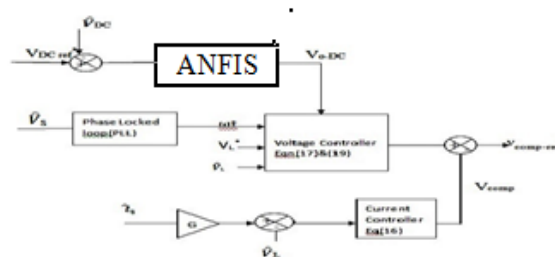 V̂DC
VDC ref
ANFIS
Vo-DC
V̂S
Phase Locked
loop(PLL)
ωt
VL*
V̂L
Voltage Controller
Eqn(17)&(19)
Vcomp
G
Current
Controller
Eq(16)
V̂L